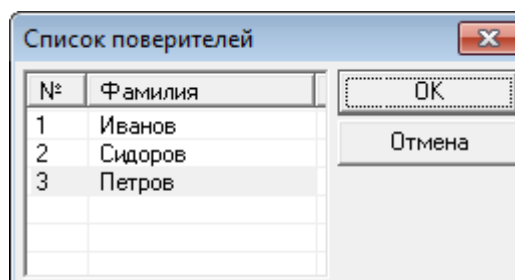 Список поверителей
№ Фамилия
1 Иванов
2 Сидоров
3 Петров
OK
Отмена